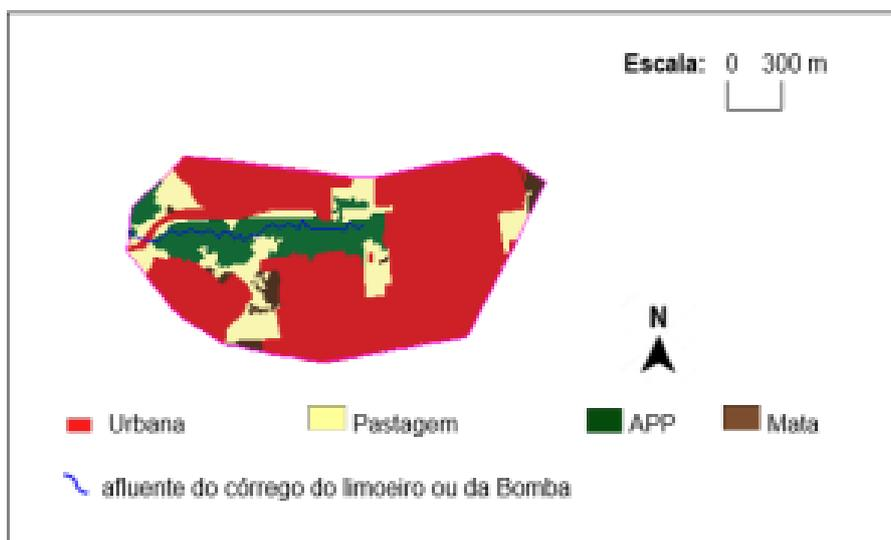 Escala: 0 300 m
N
Urbana Pastagem APP Mata
afluente do córrego do limoeiro ou da Bomba